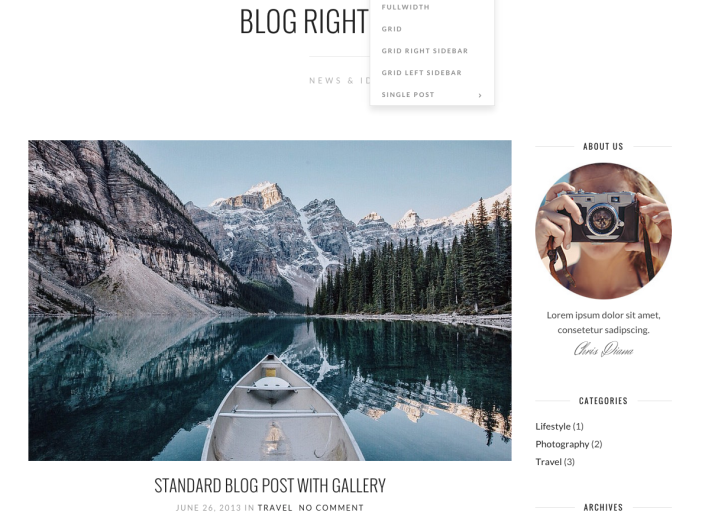 BLOG RIGHT
FULLWIDTH
GRID
GRID RIGHT SIDEBAR
GRID LEFT SIDEBAR
SINGLE POST
NEWS &
STANDARD BLOG POST WITH GALLERY
JUNE 26, 2013 IN TRAVEL NO COMMENT
ABOUT US
Lorem ipsum dolor sit amet,
consetetur sadipscing.
Chris Diana
CATEGORIES
Lifestyle (1)
Photography (2)
Travel (3)
ARCHIVES